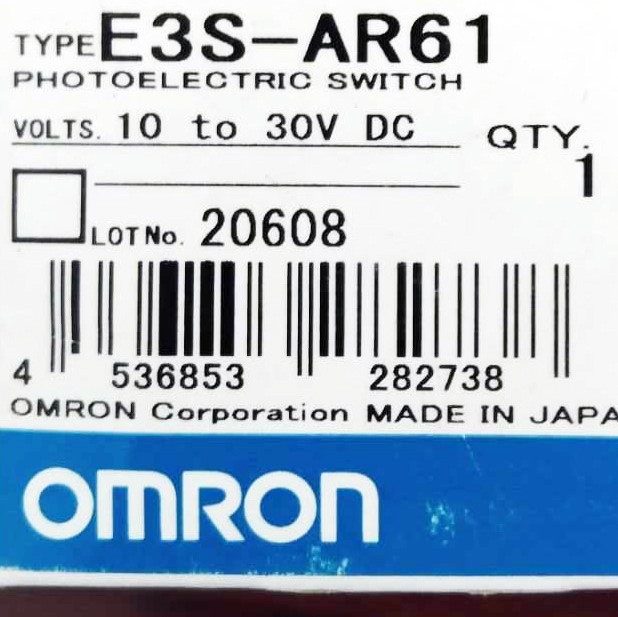 TYPE E3S-AR61
PHOTOELECTRIC SWITCH
VOLTS. 10 to 30V DC
QTY.
1
LOT No. 20608
4 536853 282738
OMRON Corporation MADE IN JAPA
OMRON